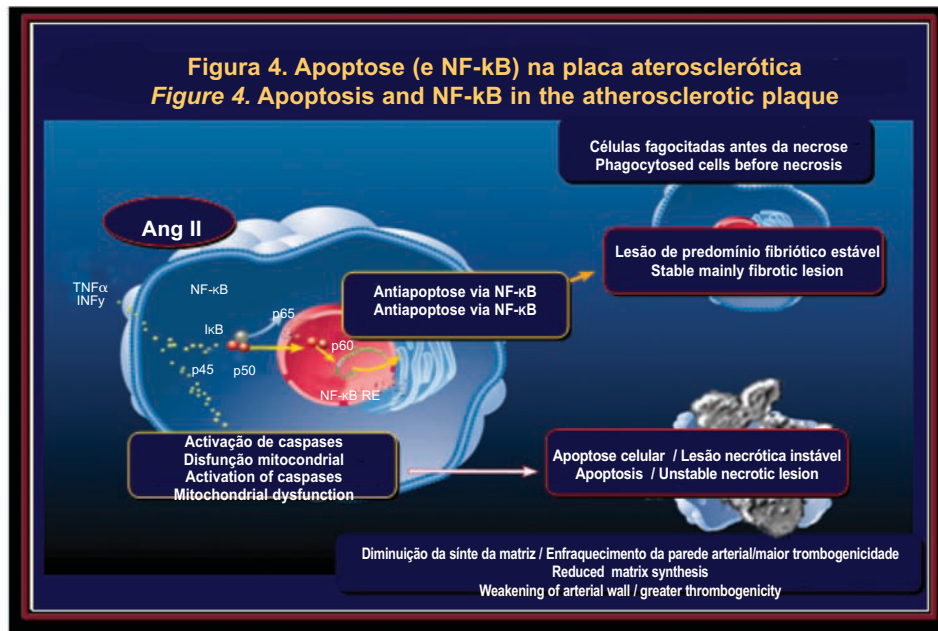 Figura 4. Apoptose (e NF-kB) na placa aterosclerótica
Figure 4. Apoptosis and NF-kB in the atherosclerotic plaque
Células fagocitadas antes da necrose
Phagocytosed cells before necrosis
Ang II
Lesão de predomínio fibriótico estável
Stable mainly fibrotic lesion
TNFα
INFy
NF-κB
Antiapoptose via NF-κB
Antiapoptose via NF-κB
p65
IκB
p60
p45
p50
NF-κB RE
Activação de caspases
Disfunção mitocondrial
Activation of caspases
Mitochondrial dysfunction
Apoptose celular / Lesão necrótica instável
Apoptosis / Unstable necrotic lesion
Diminuição da sínte da matriz / Enfraquecimento da parede arterial/maior trombogenicidade
Reduced matrix synthesis
Weakening of arterial wall / greater thrombogenicity